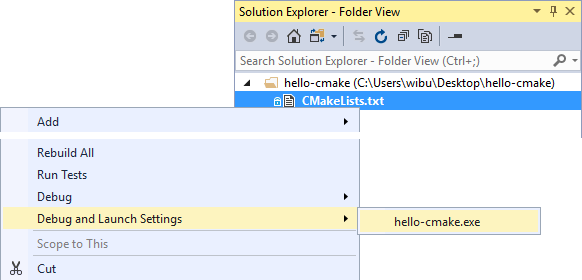 Solution Explorer - Folder View
Search Solution Explorer - Folder View (Ctrl+;)
hello-cmake (C:\Users\wibu\Desktop\hello-cmake)
CMakeLists.txt
Add
Rebuild All
Run Tests
Debug
Debug and Launch Settings
hello-cmake.exe
Scope to This
Cut